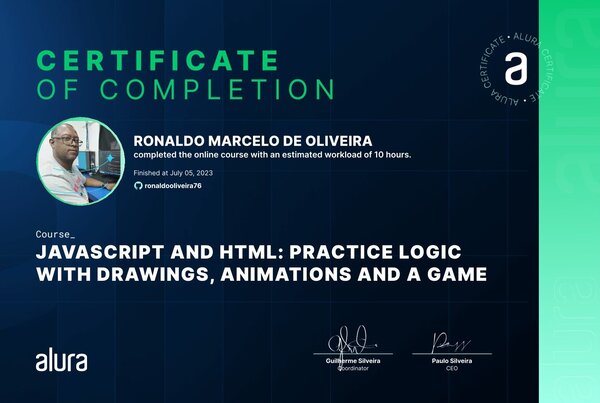 CERTIFICATE
OF COMPLETION
ALURA CERTIFICATE • ALURA CERTIFICATE •
a
RONALDO MARCELO DE OLIVEIRA
completed the online course with an estimated workload of 10 hours.
Finished at July 05, 2023
ronaldooliveira76
Course_
JAVASCRIPT AND HTML: PRACTICE LOGIC
WITH DRAWINGS, ANIMATIONS AND A GAME
alura
Guilherme Silveira
Coordinator
Paulo Silveira
CEO
alura
alura